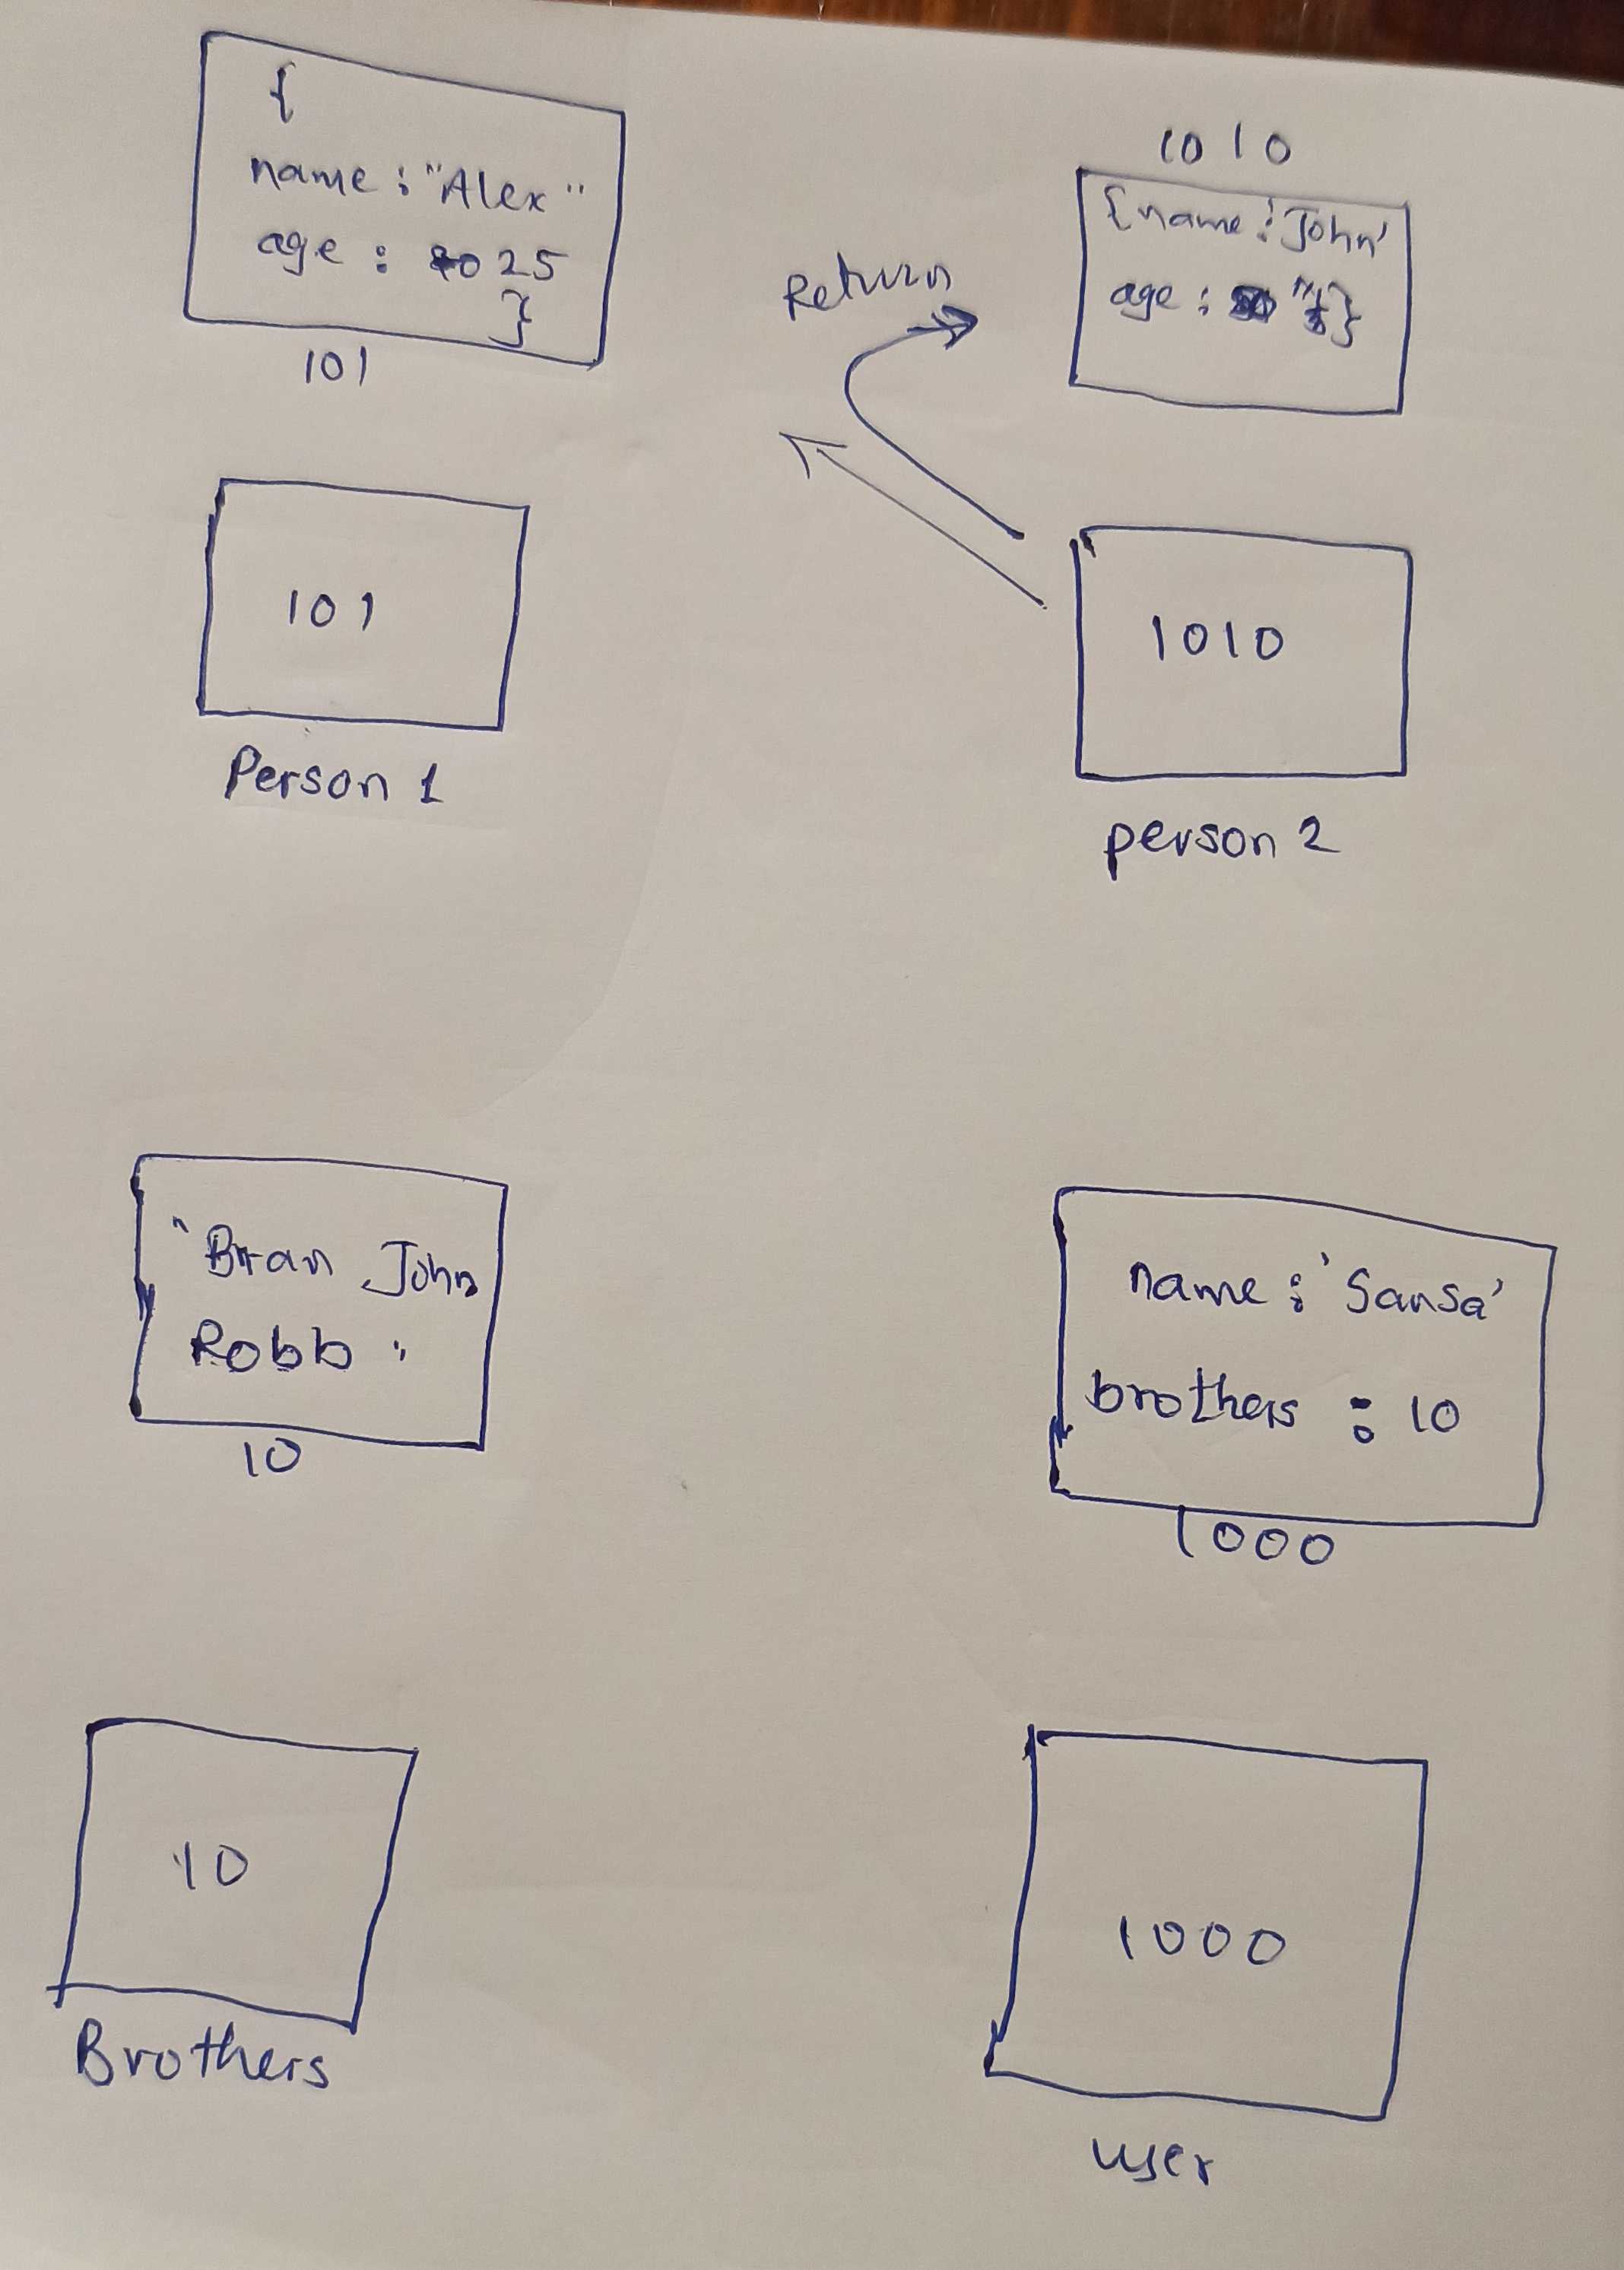 {
name : "Alex"
age : 25
}
101
1010
{name : 'John'
age : }
Return
101
Person 1
1010
person 2
"Bran John
Robb "
10
name : 'Sansa'
brothers : 10
1000
10
Brothers
1000
user